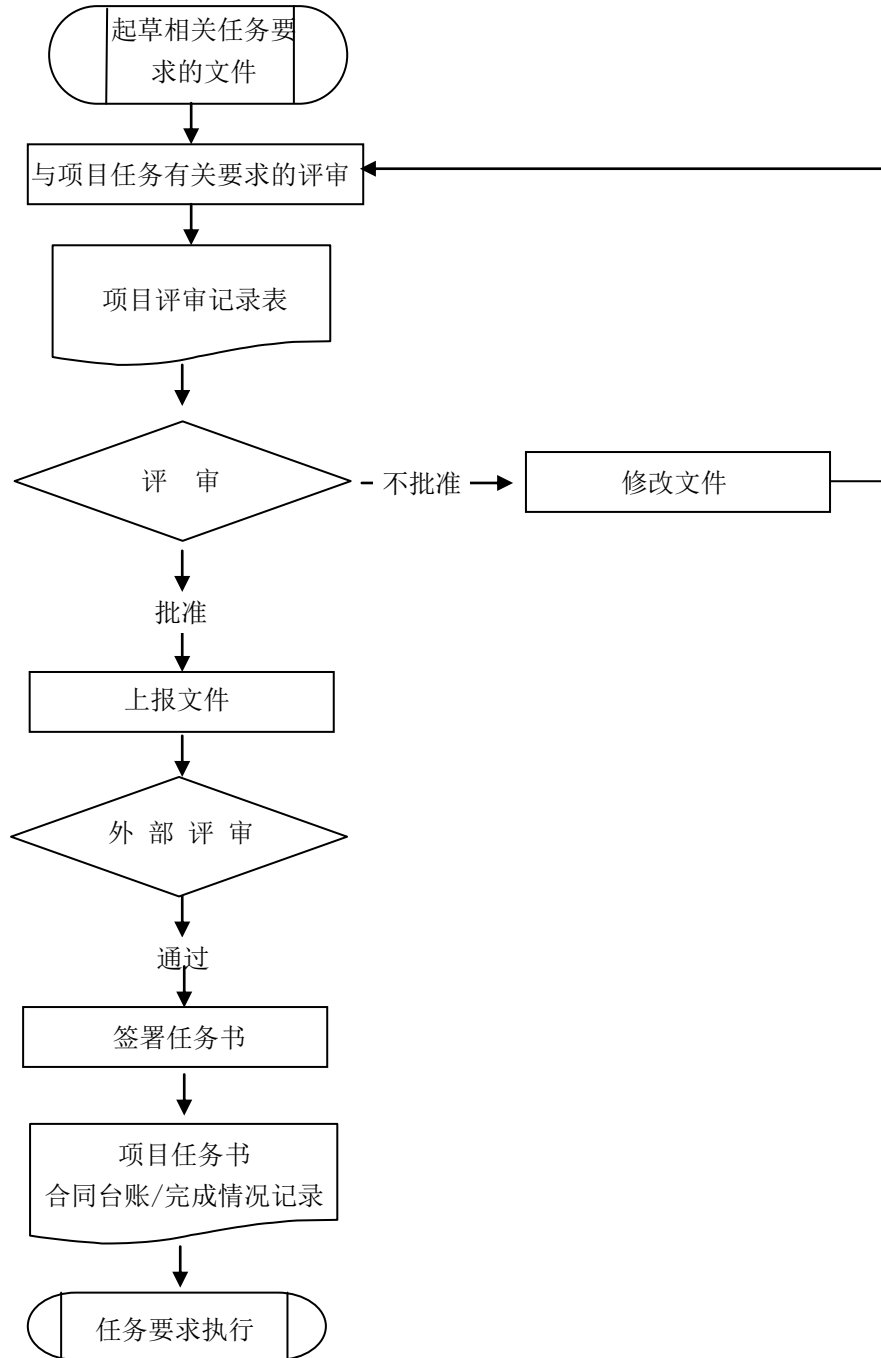 起草相关任务要
求的文件
与项目任务有关要求的评审
项目评审记录表
评 审
不批准
修改文件
批准
上报文件
外 部 评 审
通过
签署任务书
项目任务书
合同台账/完成情况记录
任务要求执行